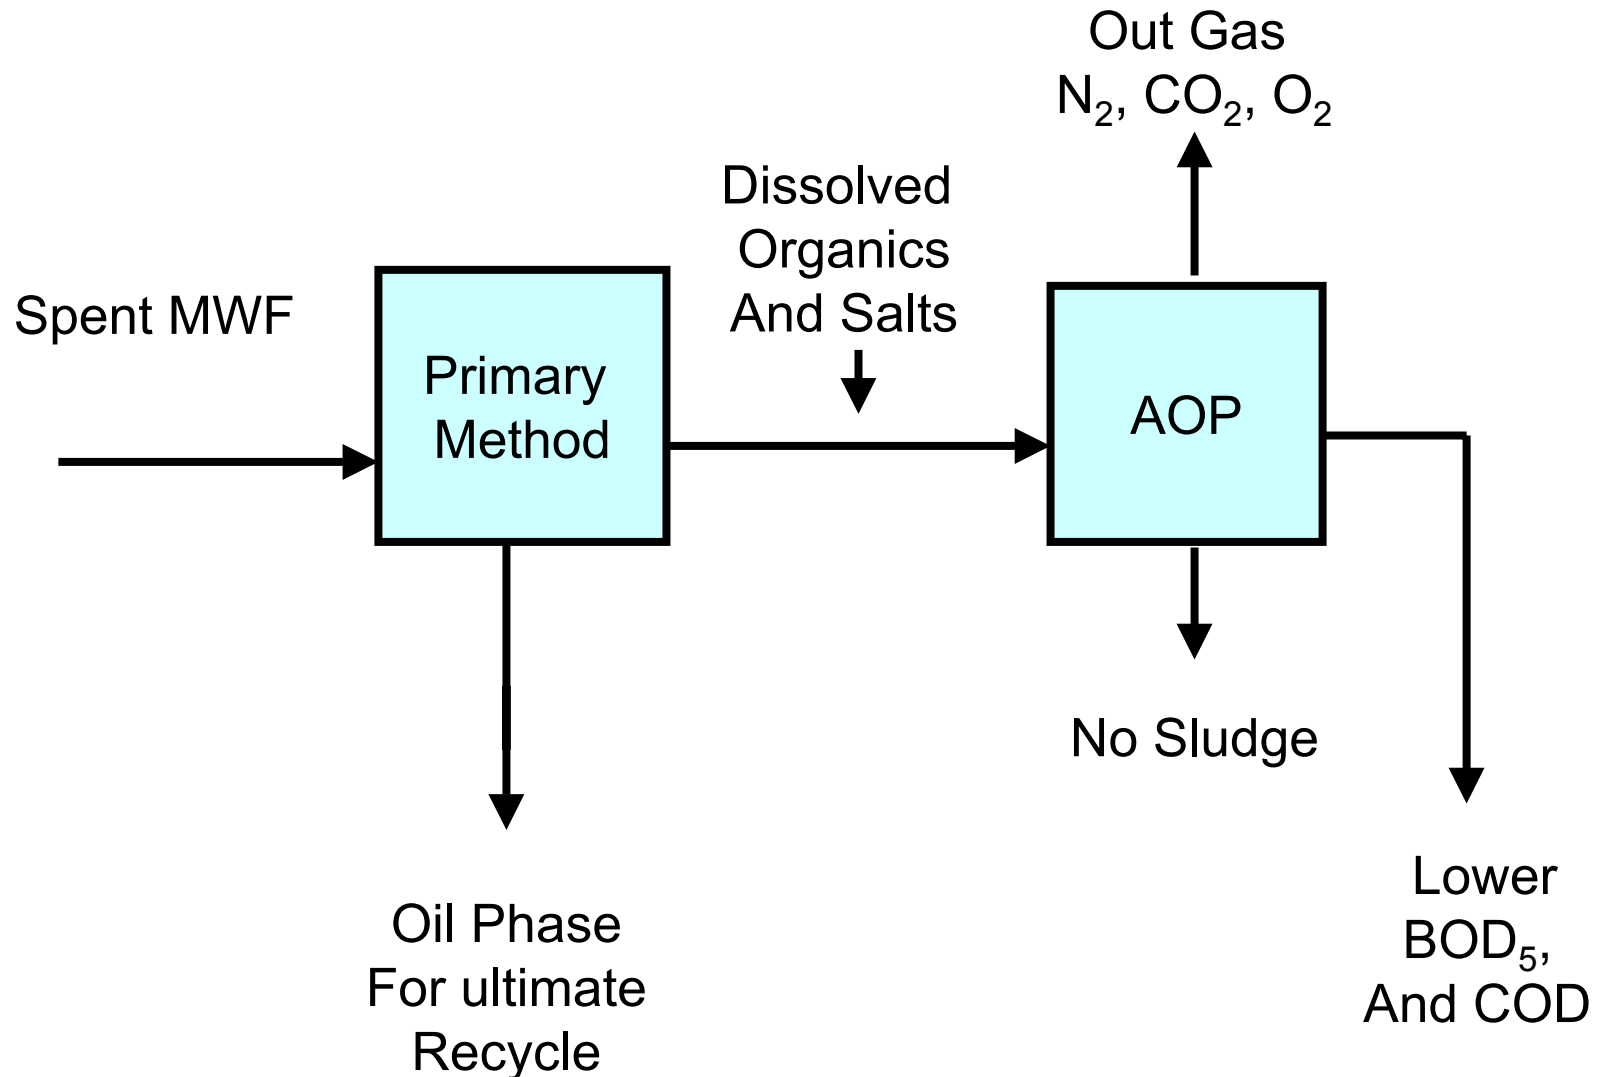 Out Gas
N₂, CO₂, O₂
Dissolved
Organics
And Salts
Spent MWF
Primary
Method
AOP
No Sludge
Lower
BOD₅,
And COD
Oil Phase
For ultimate
Recycle